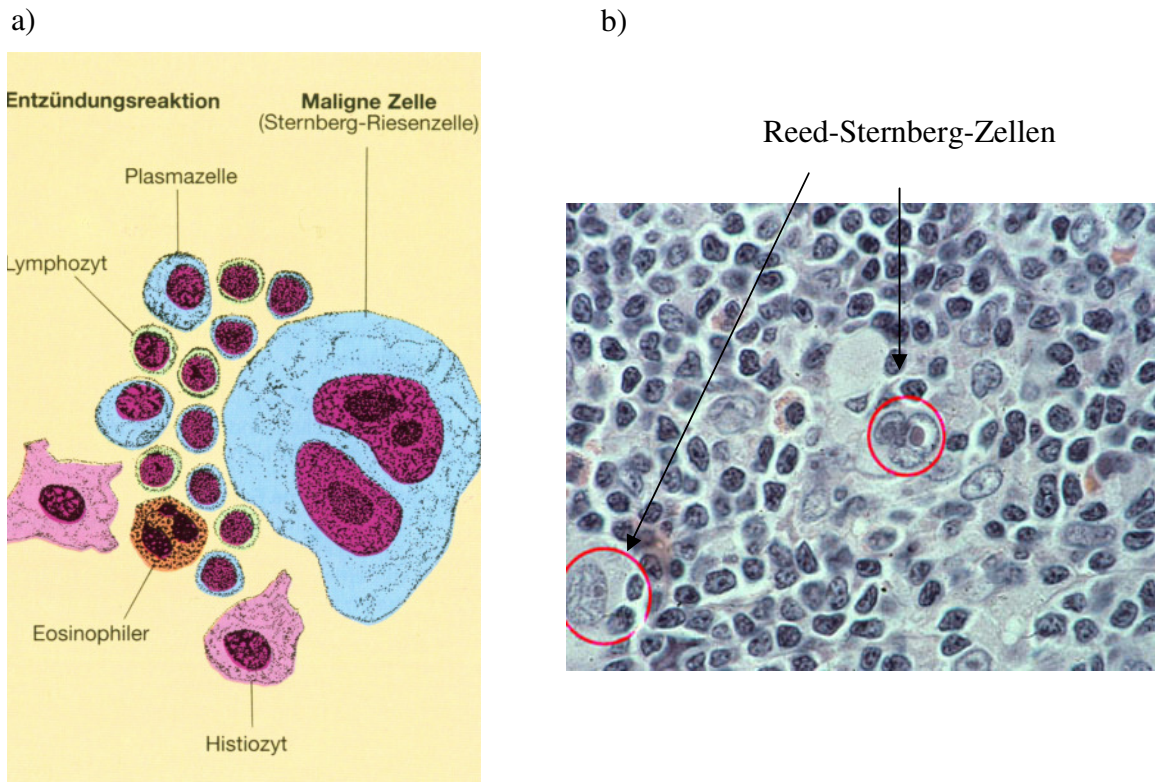 a)
Entzündungsreaktion
Maligne Zelle
(Sternberg-Riesenzelle)
Plasmazelle
Lymphozyt
Eosinophiler
Histiozyt
b)
Reed-Sternberg-Zellen